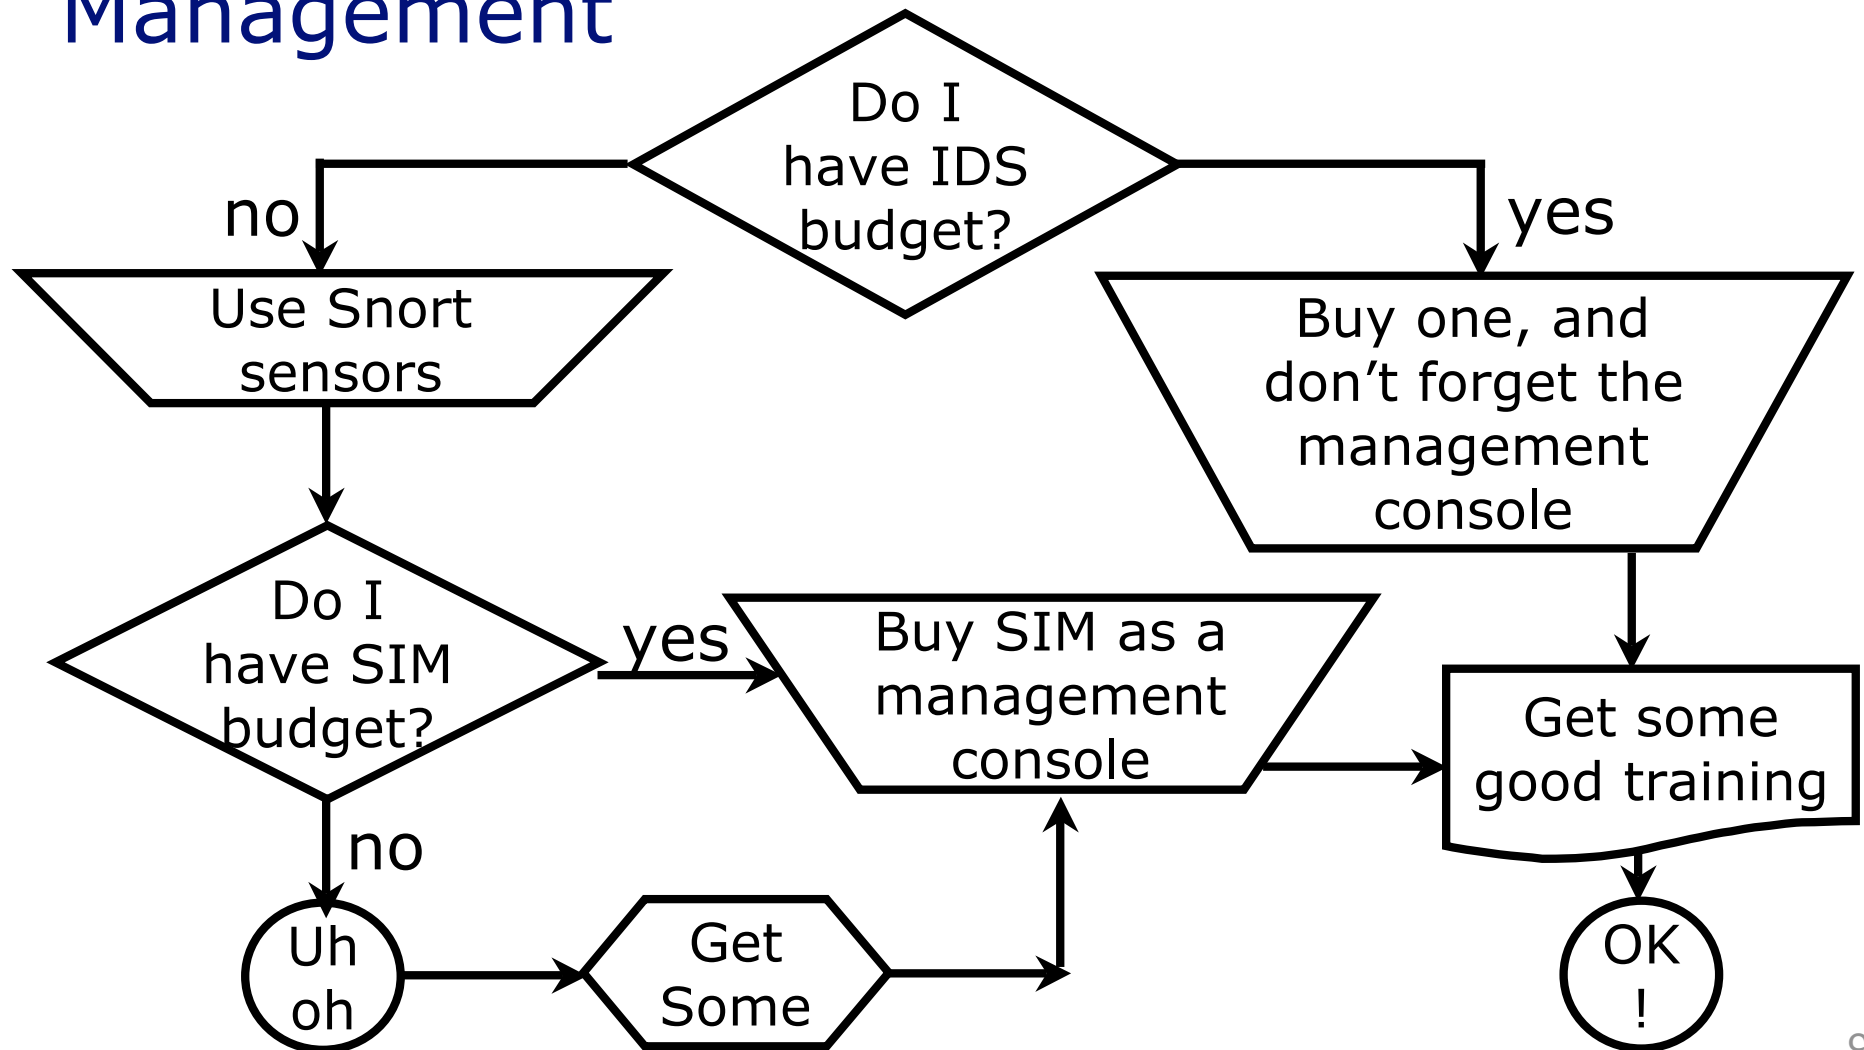 Management
Do I
have IDS
budget?
no
yes
Use Snort
sensors
Buy one, and
don’t forget the
management
console
Do I
have SIM
budget?
yes
Buy SIM as a
management
console
Get some
good training
no
Uh
oh
Get
Some
OK
!